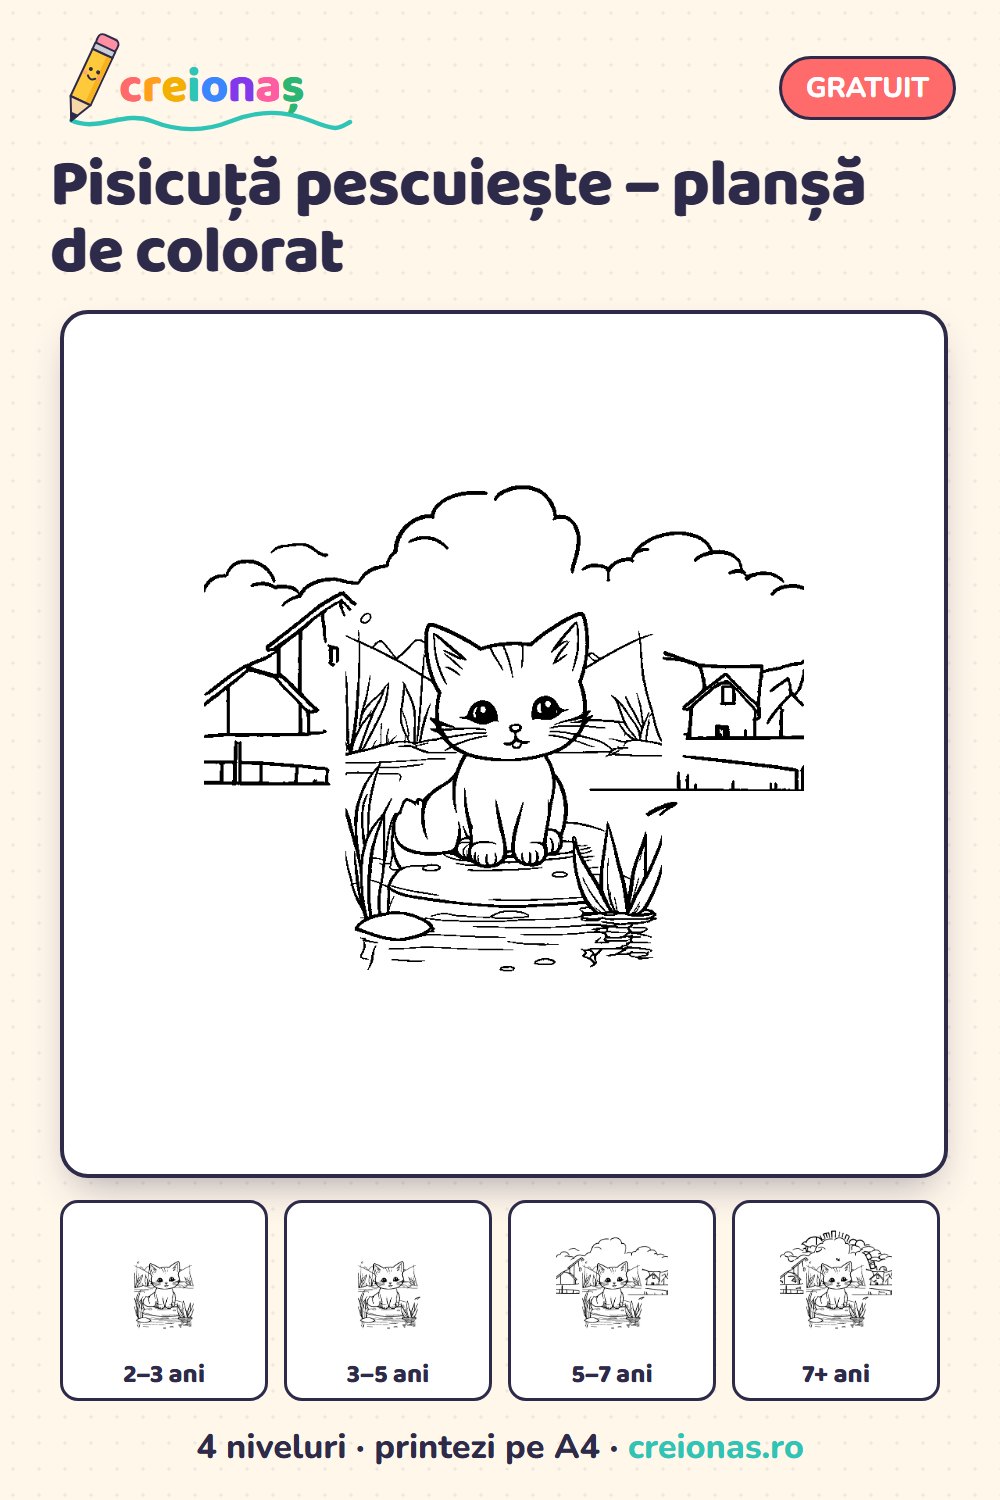 creionaș
GRATUIT
Pisicuță pescuiește – planșă
de colorat
2–3 ani
3–5 ani
5–7 ani
7+ ani
4 niveluri · printezi pe A4 · creionas.ro